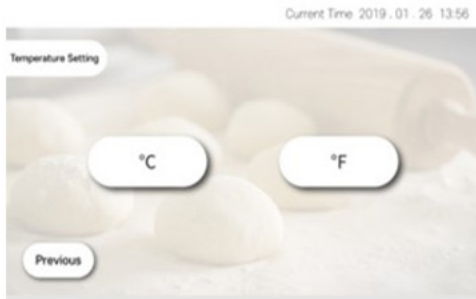 Current Time 2019 . 01 . 26 13:56
Temperature Setting
°C
°F
Previous